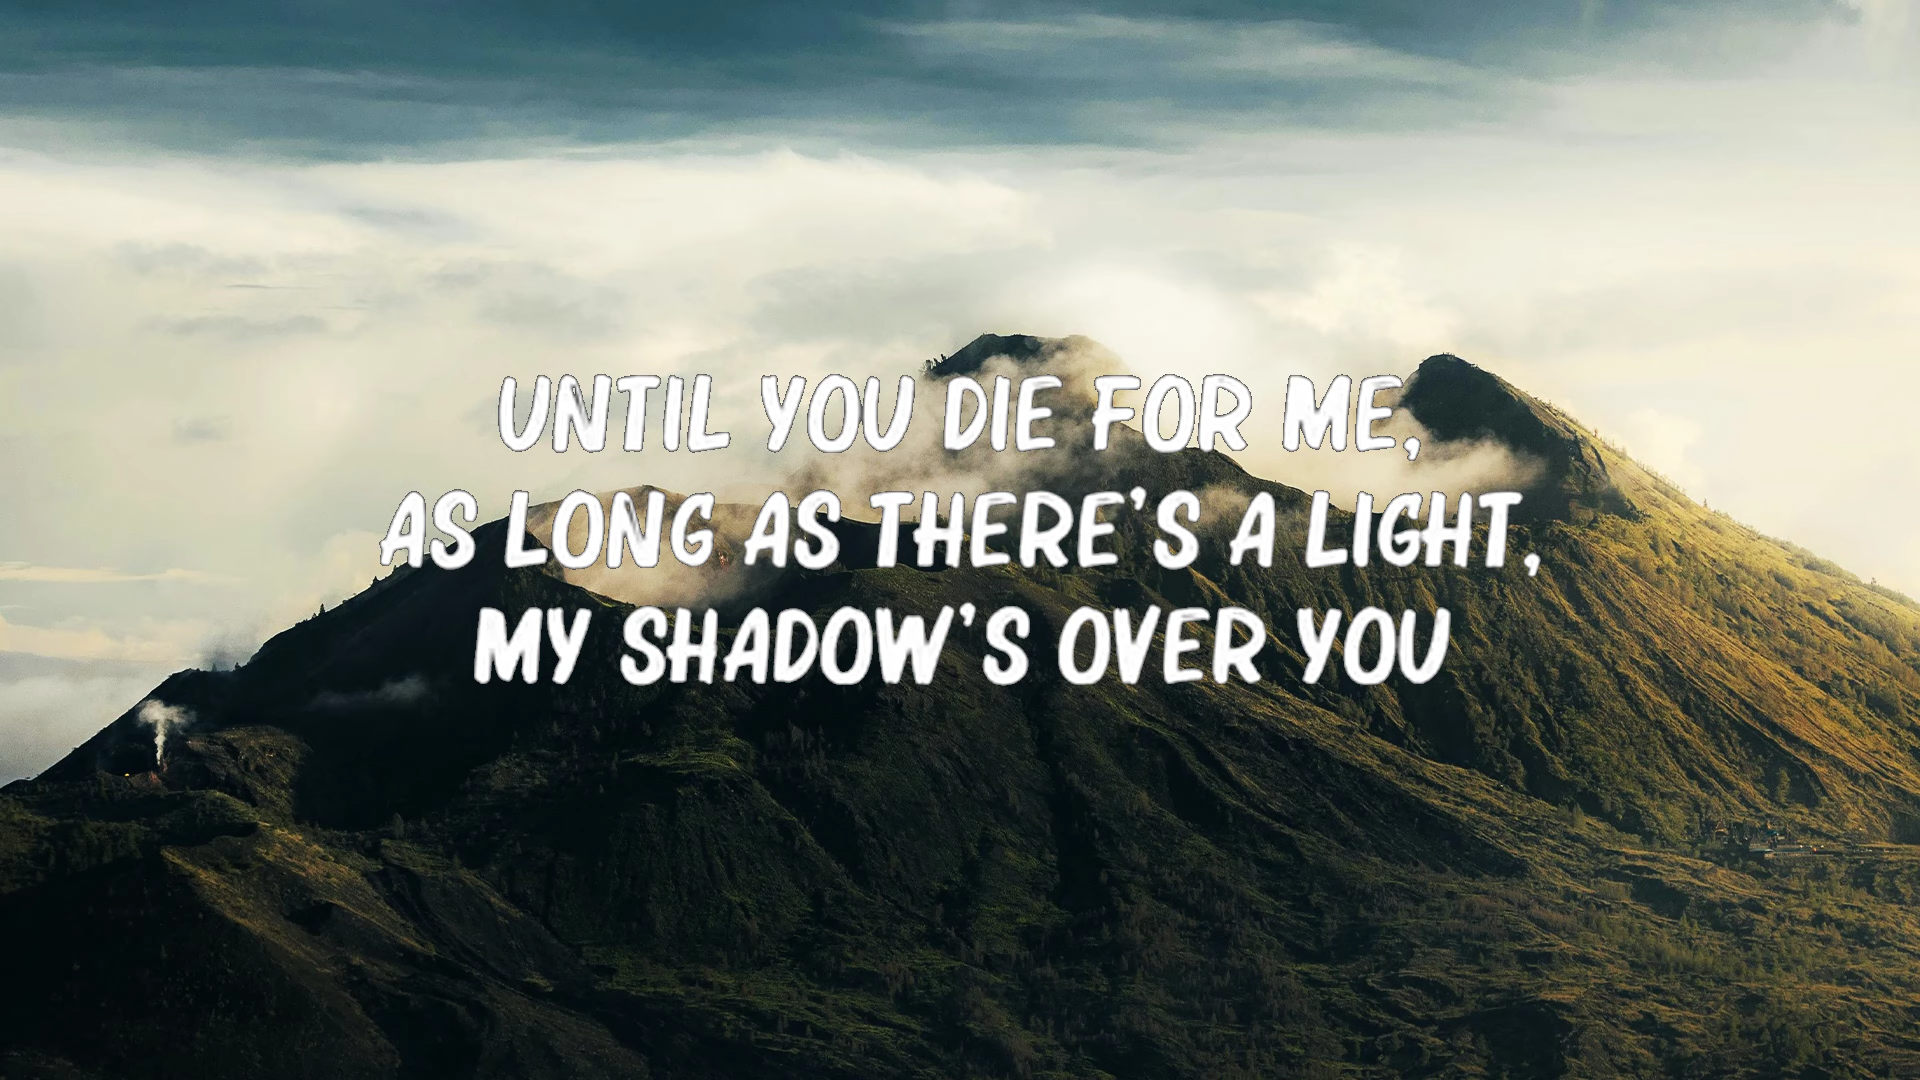 UNTIL YOU DIE FOR ME,
AS LONG AS THERE'S A LIGHT,
MY SHADOW'S OVER YOU